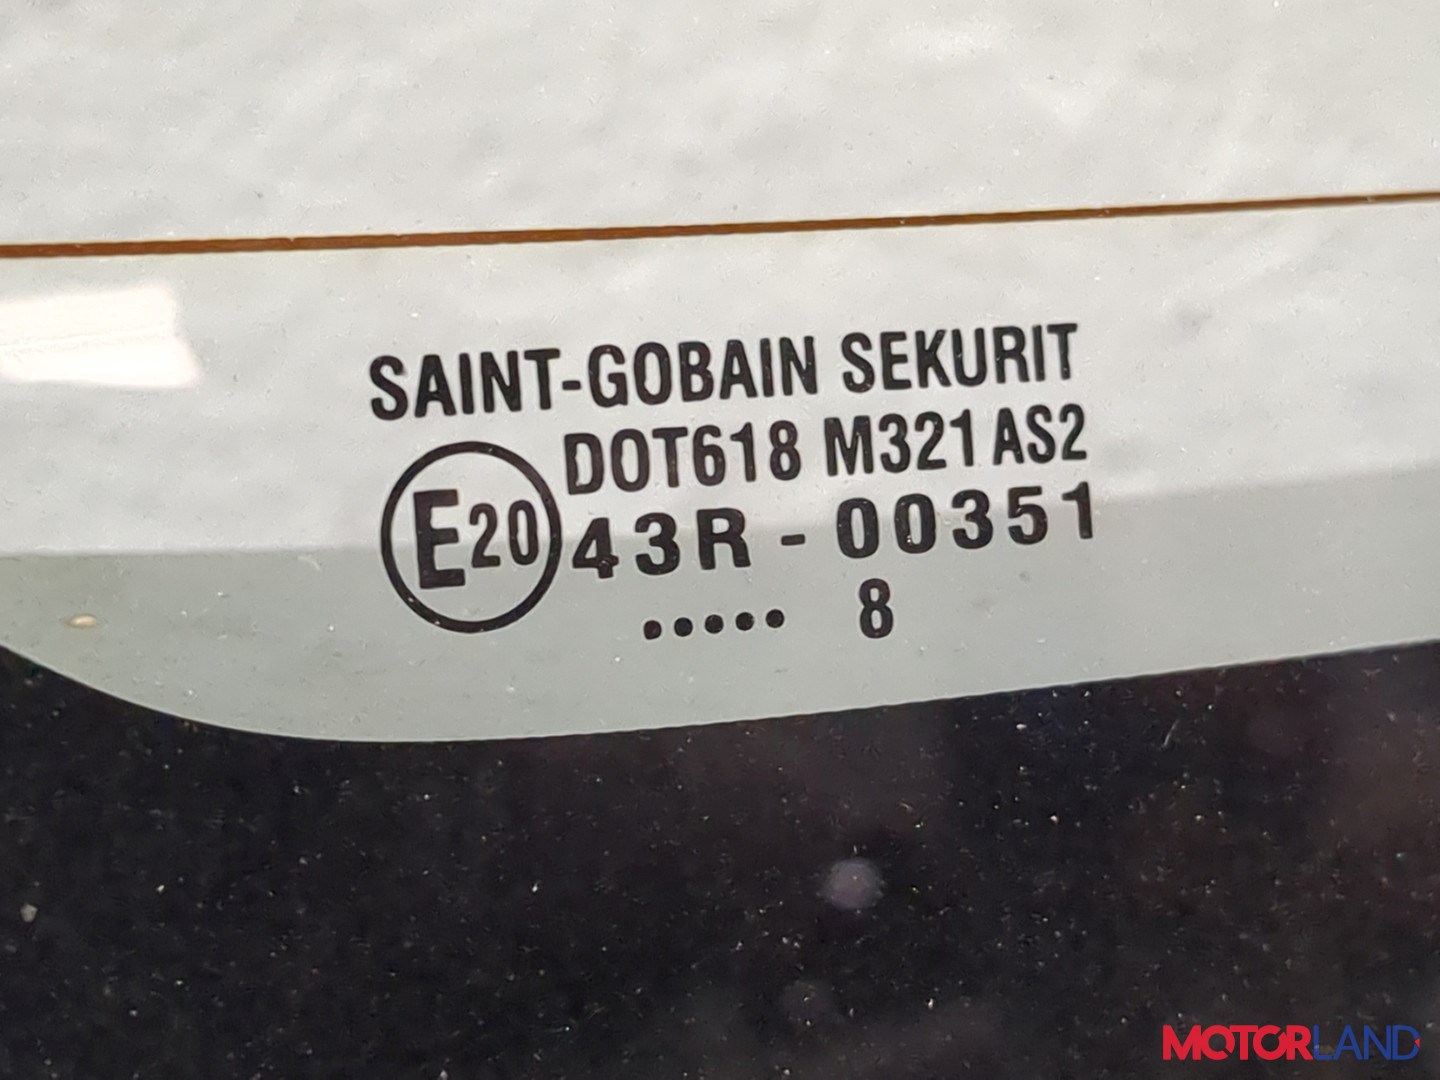 SAINT-GOBAIN SEKURIT
DOT618 M321 AS2
E20 43R - 00351
..... 8
MOTORLAND